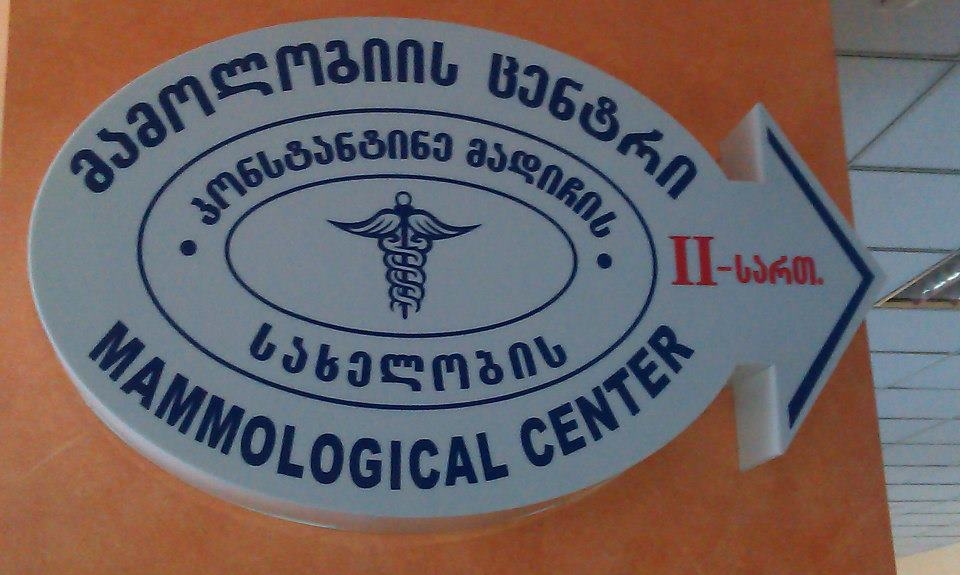 მამოლოგიის ცენტრი
კონსტანტინე მადიჩის
სახელობის
MAMMOLOGICAL CENTER
II-სართ.